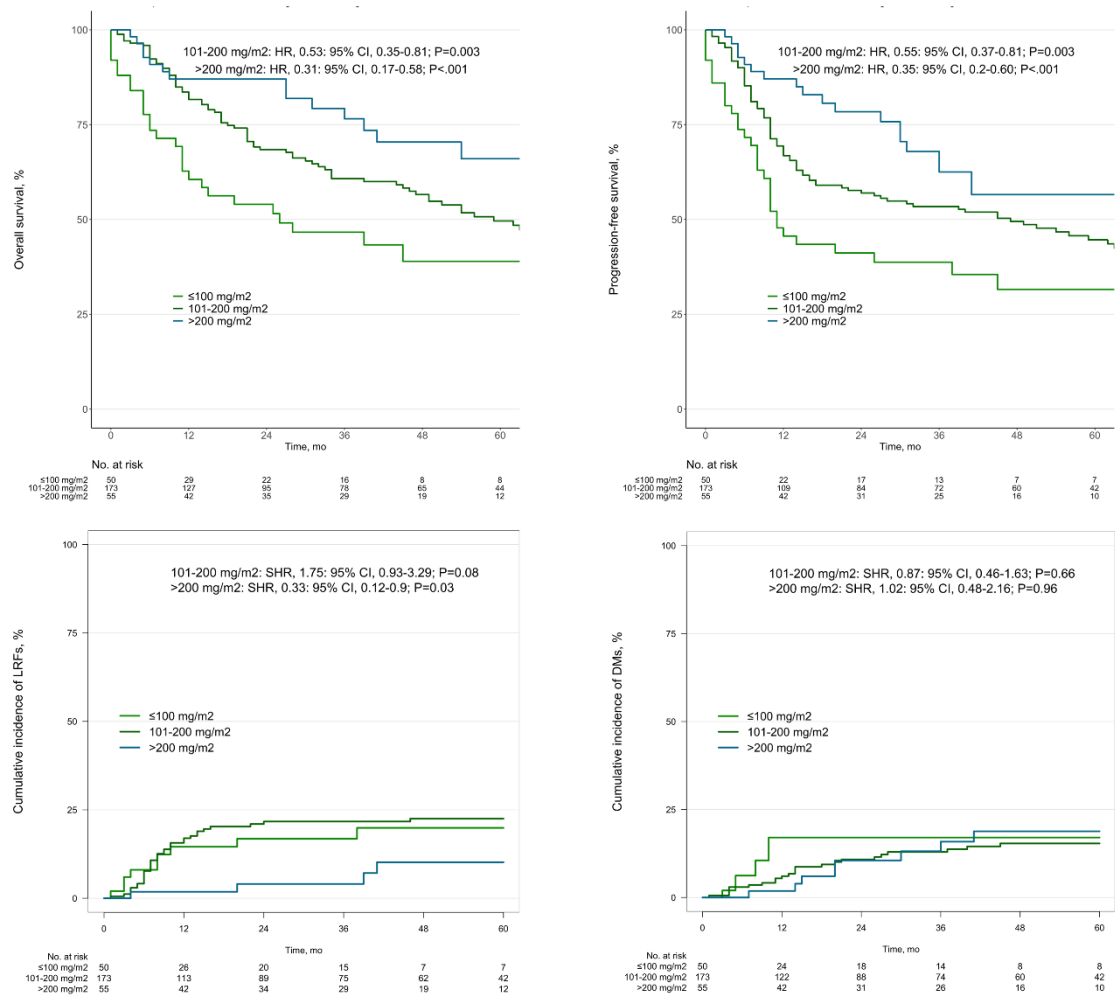 101-200 mg/m2: HR, 0.53: 95% CI, 0.35-0.81; P=0.003
>200 mg/m2: HR, 0.31: 95% CI, 0.17-0.58; P<.001
Overall survival, %
100
75
50
25
0
≤100 mg/m2
101-200 mg/m2
>200 mg/m2
0 12 24 36 48 60
Time, mo
No. at risk
≤100 mg/m2 50 29 22 16 8 8
101-200 mg/m2 173 127 95 78 65 44
>200 mg/m2 55 42 35 29 19 12
101-200 mg/m2: HR, 0.55: 95% CI, 0.37-0.81; P=0.003
>200 mg/m2: HR, 0.35: 95% CI, 0.2-0.60; P<.001
Progression-free survival, %
100
75
50
25
0
≤100 mg/m2
101-200 mg/m2
>200 mg/m2
0 12 24 36 48 60
Time, mo
No. at risk
≤100 mg/m2 50 22 17 13 7 7
101-200 mg/m2 173 109 84 72 60 42
>200 mg/m2 55 42 31 25 16 10
101-200 mg/m2: SHR, 1.75: 95% CI, 0.93-3.29; P=0.08
>200 mg/m2: SHR, 0.33: 95% CI, 0.12-0.9; P=0.03
Cumulative incidence of LRFs, %
100
75
50
25
0
≤100 mg/m2
101-200 mg/m2
>200 mg/m2
0 12 24 36 48 60
Time, mo
No. at risk
≤100 mg/m2 50 26 20 15 7 7
101-200 mg/m2 173 113 89 75 62 42
>200 mg/m2 55 42 34 29 19 12
101-200 mg/m2: SHR, 0.87: 95% CI, 0.46-1.63; P=0.66
>200 mg/m2: SHR, 1.02: 95% CI, 0.48-2.16; P=0.96
Cumulative incidence of DMs, %
100
75
50
25
0
≤100 mg/m2
101-200 mg/m2
>200 mg/m2
0 12 24 36 48 60
Time, mo
No. at risk
≤100 mg/m2 50 24 18 14 8 8
101-200 mg/m2 173 122 88 74 60 42
>200 mg/m2 55 42 31 26 16 10